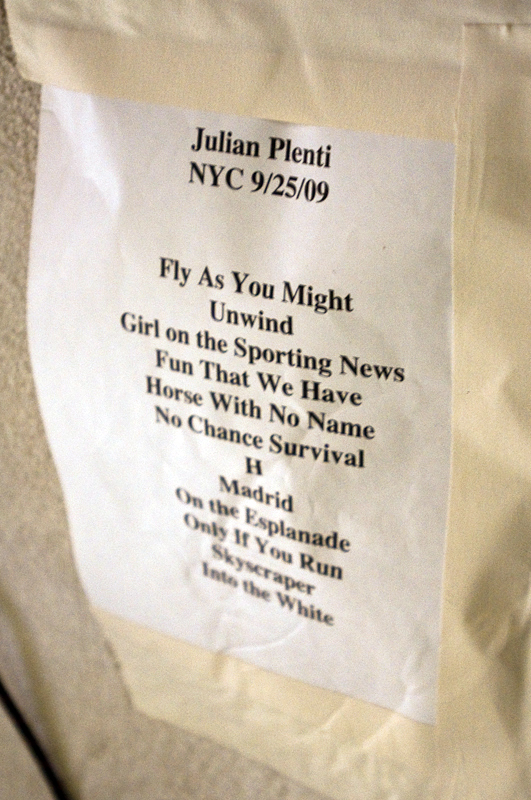 Julian Plenti
NYC 9/25/09
Fly As You Might
Unwind
Girl on the Sporting News
Fun That We Have
Horse With No Name
No Chance Survival
H
Madrid
On the Esplanade
Only If You Run
Skyscraper
Into the White